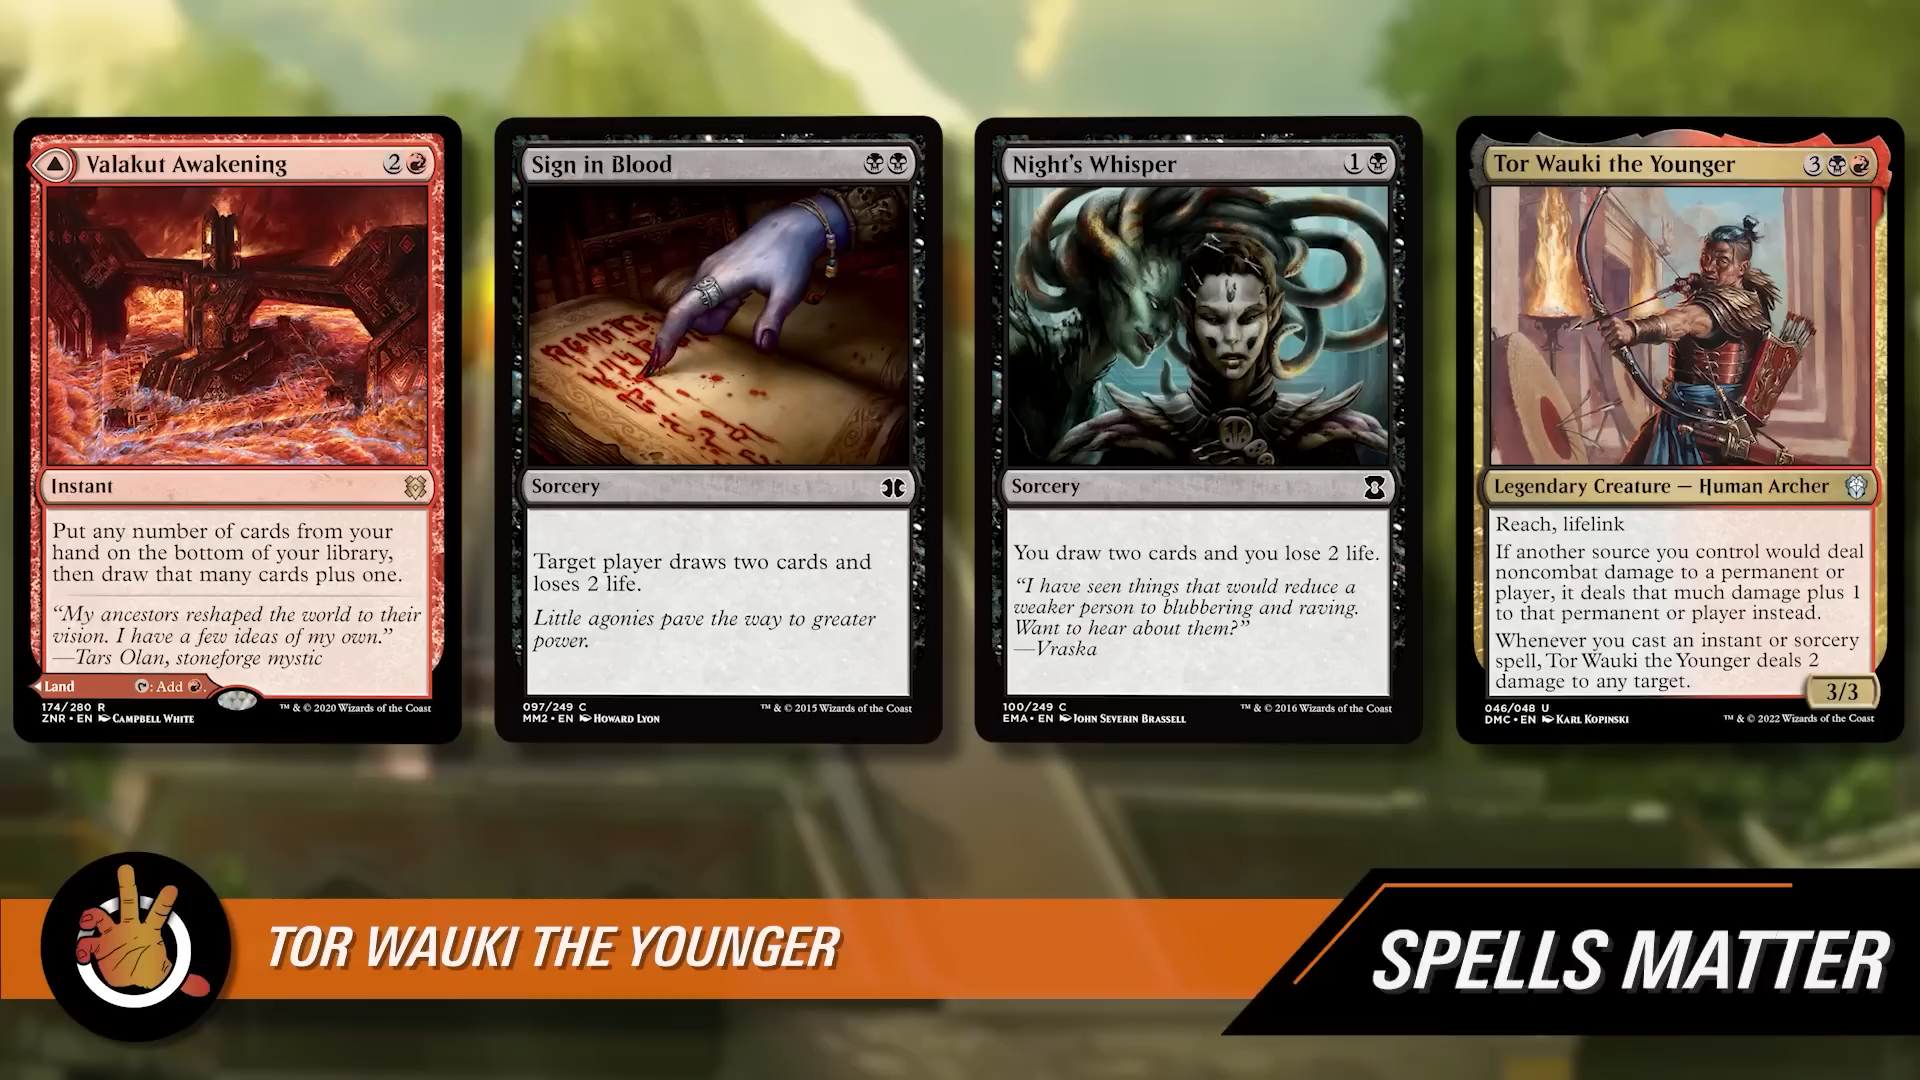 Valakut Awakening 2
Instant
Put any number of cards from your
hand on the bottom of your library,
then draw that many cards plus one.
“My ancestors reshaped the world to their
vision. I have a few ideas of my own.”
—Tars Olan, stoneforge mystic
Land : Add .
174/280 R
ZNR • EN Campbell White
™ & © 2020 Wizards of the Coast
Sign in Blood
Sorcery
Target player draws two cards and
loses 2 life.
Little agonies pave the way to greater
power.
097/249 C
MM2 • EN Howard Lyon
™ & © 2015 Wizards of the Coast
Night's Whisper 1
Sorcery
You draw two cards and you lose 2 life.
“I have seen things that would reduce a
weaker person to blubbering and raving.
Want to hear about them?”
—Vraska
100/249 C
EMA • EN John Severin Brassell
™ & © 2016 Wizards of the Coast
Tor Wauki the Younger 3
Legendary Creature — Human Archer
Reach, lifelink
If another source you control would deal
noncombat damage to a permanent or
player, it deals that much damage plus 1
to that permanent or player instead.
Whenever you cast an instant or sorcery
spell, Tor Wauki the Younger deals 2
damage to any target.
3/3
046/048 U
DMC • EN Karl Kopinski
™ & © 2022 Wizards of the Coast
TOR WAUKI THE YOUNGER
SPELLS MATTER